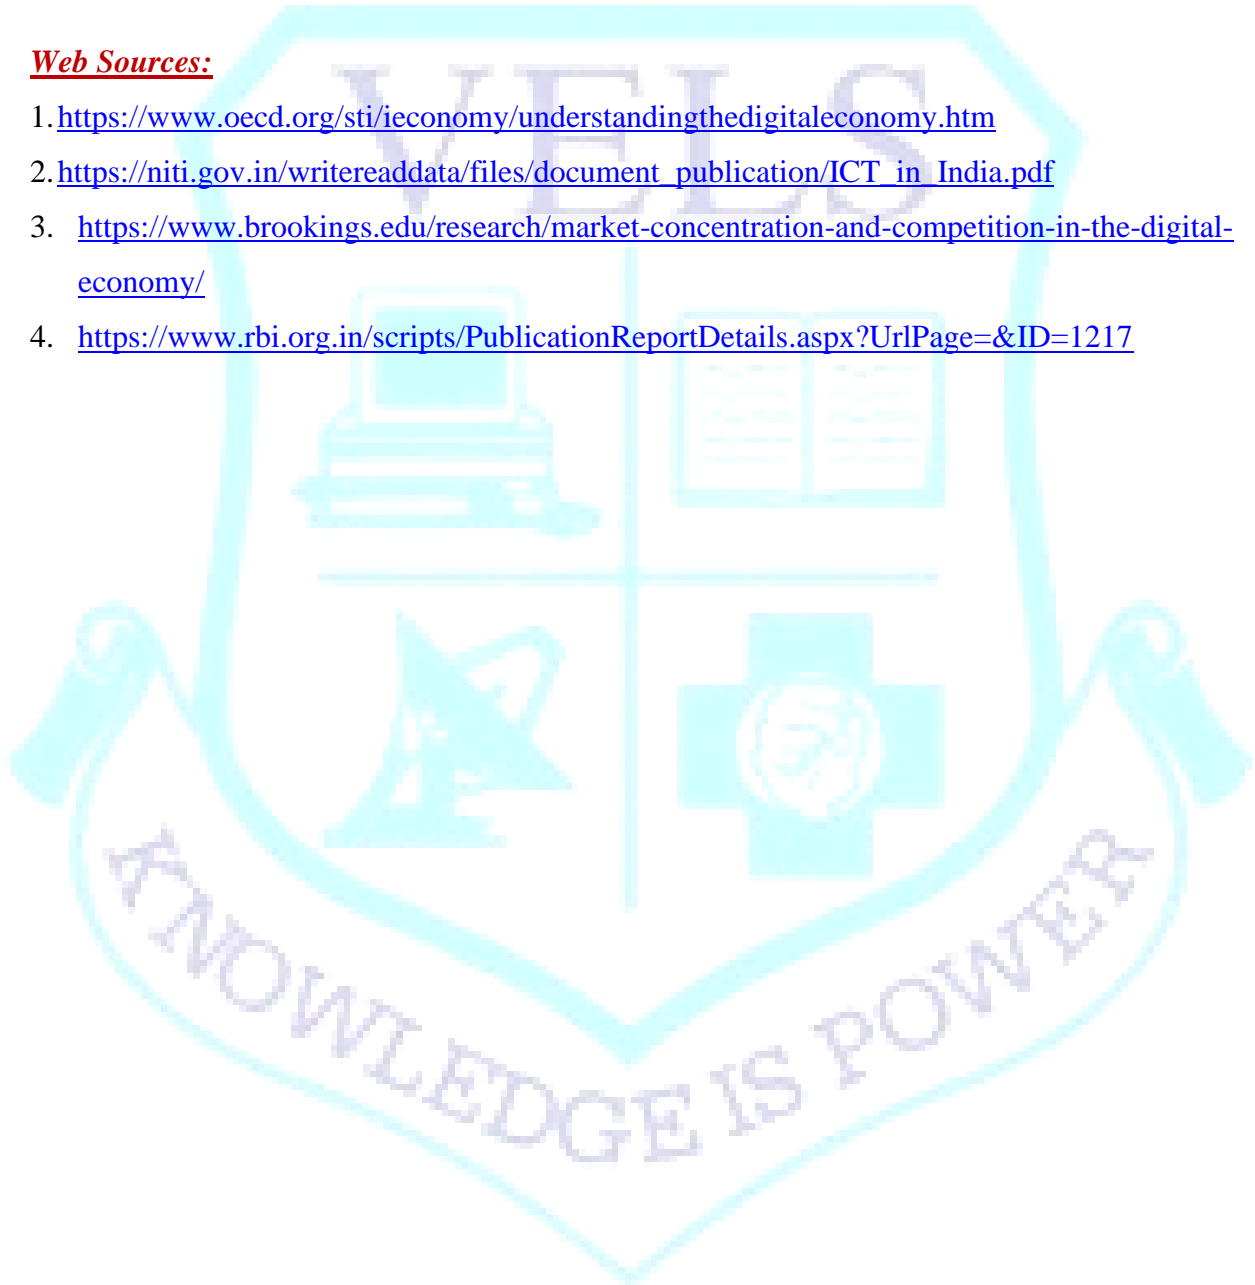 Web Sources:
1. https://www.oecd.org/sti/ieconomy/understandingthedigitaleconomy.htm
2. https://niti.gov.in/writereaddata/files/document_publication/ICT_in_India.pdf
3. https://www.brookings.edu/research/market-concentration-and-competition-in-the-digital-
economy/
4. https://www.rbi.org.in/scripts/PublicationReportDetails.aspx?UrlPage=&ID=1217
VELS
KNOWLEDGE IS POWER